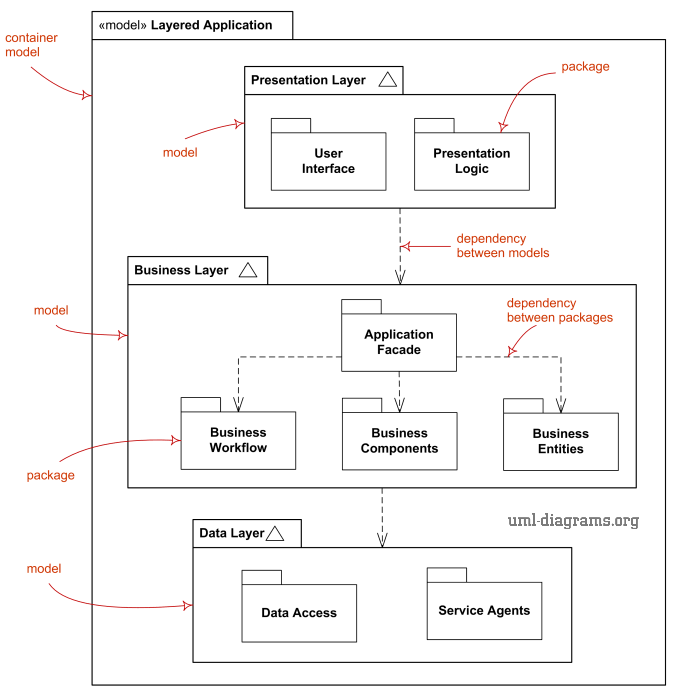 «model» Layered Application
container
model
Presentation Layer
package
model
User
Interface
Presentation
Logic
dependency
between models
Business Layer
model
dependency
between packages
Application
Facade
Business
Workflow
Business
Components
Business
Entities
package
uml-diagrams.org
Data Layer
model
Data Access
Service Agents